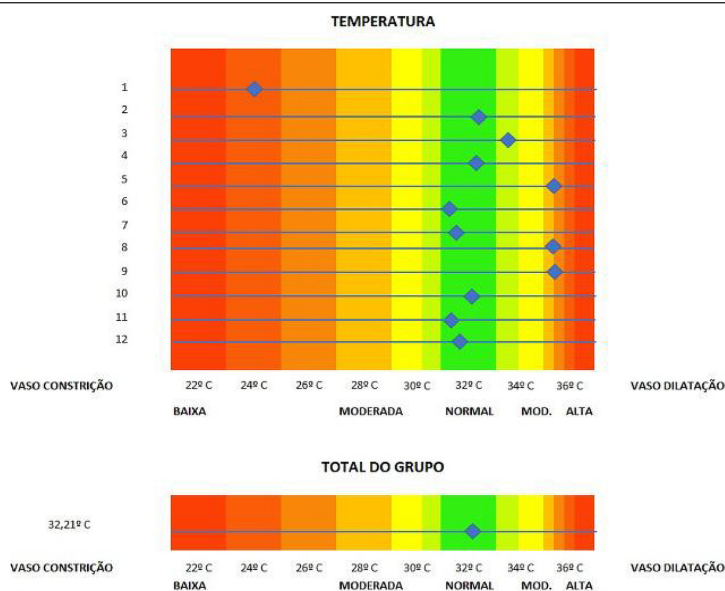 TEMPERATURA
1
2
3
4
5
6
7
8
9
10
11
12
VASO CONSTRIÇÃO 22º C 24º C 26º C 28º C 30º C 32º C 34º C 36º C VASO DILATAÇÃO
BAIXA MODERADA NORMAL MOD. ALTA
TOTAL DO GRUPO
32,21º C
VASO CONSTRIÇÃO 22º C 24º C 26º C 28º C 30º C 32º C 34º C 36º C VASO DILATAÇÃO
BAIXA MODERADA NORMAL MOD. ALTA